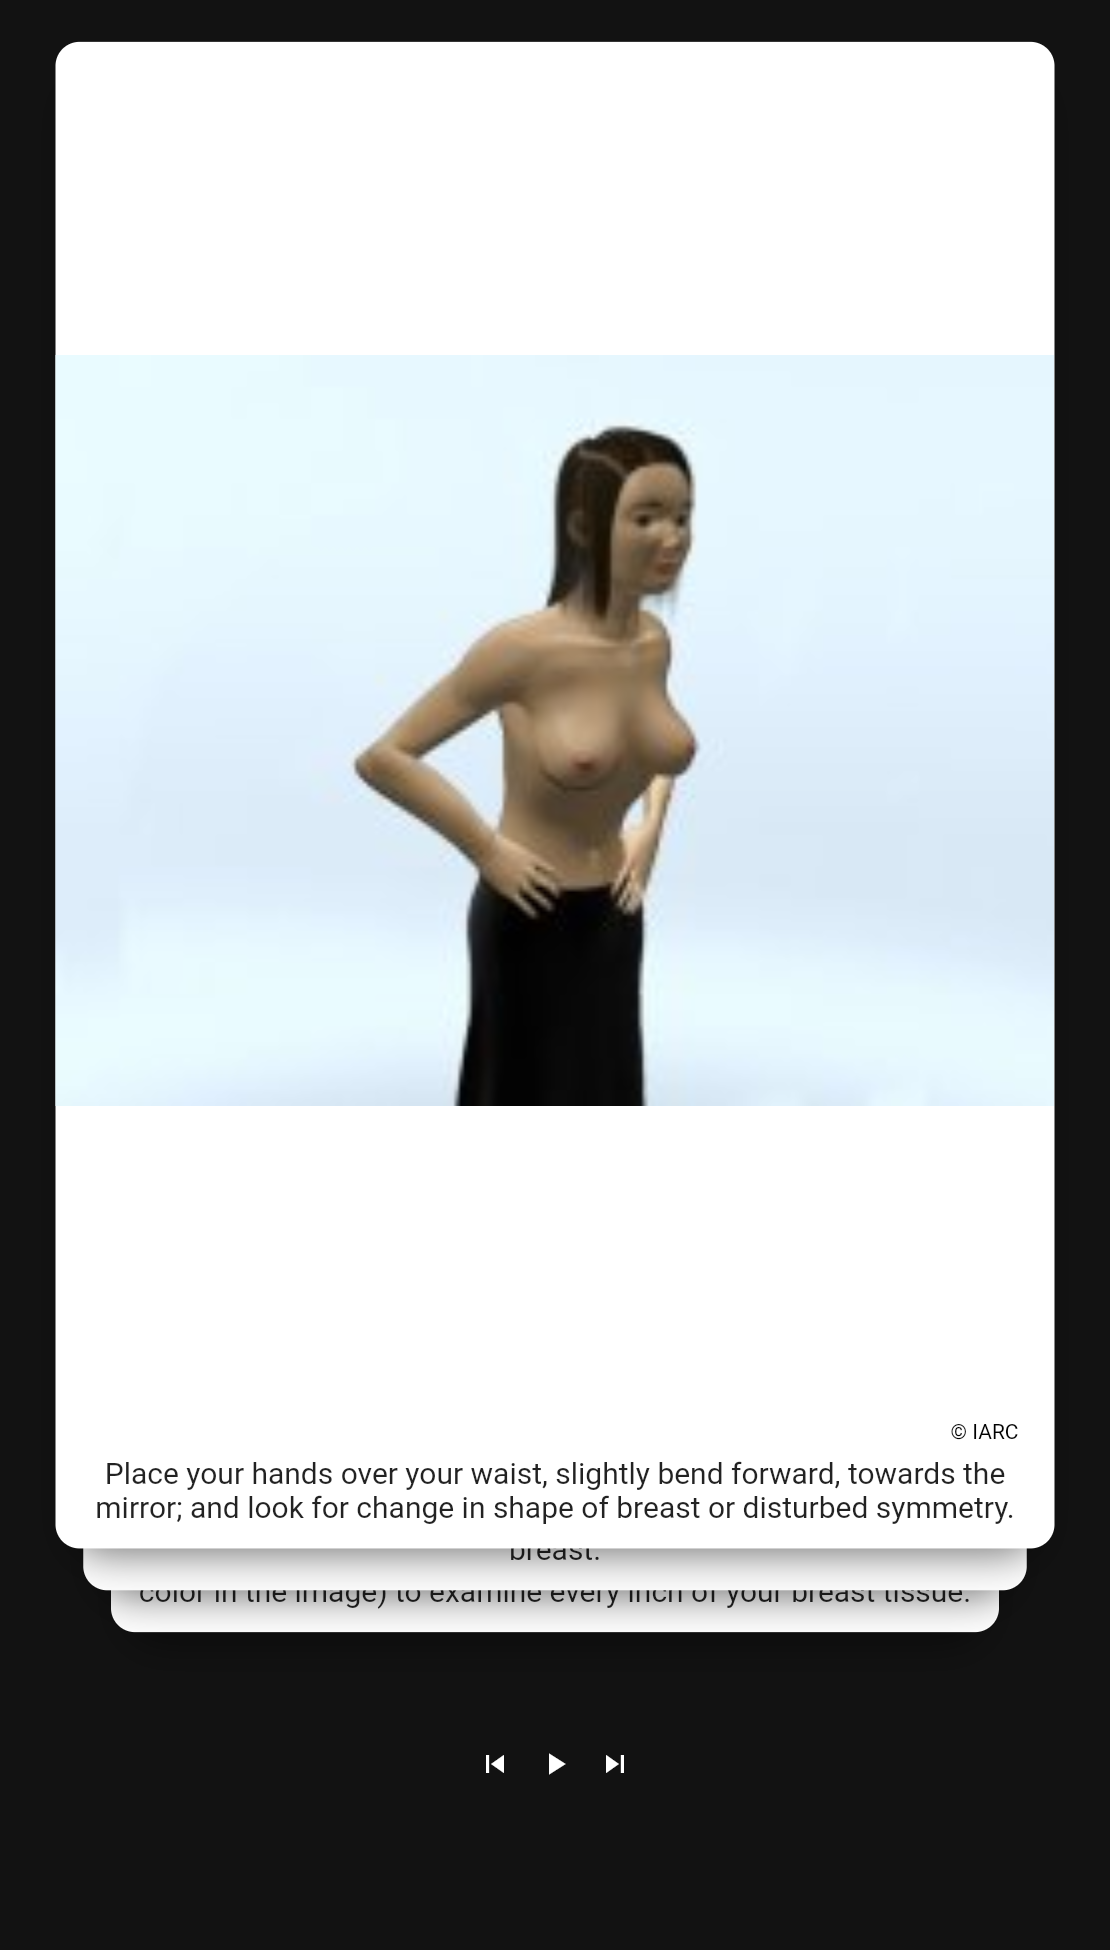 © IARC
Place your hands over your waist, slightly bend forward, towards the
mirror; and look for change in shape of breast or disturbed symmetry.
breast.
color in the image) to examine every inch of your breast tissue.